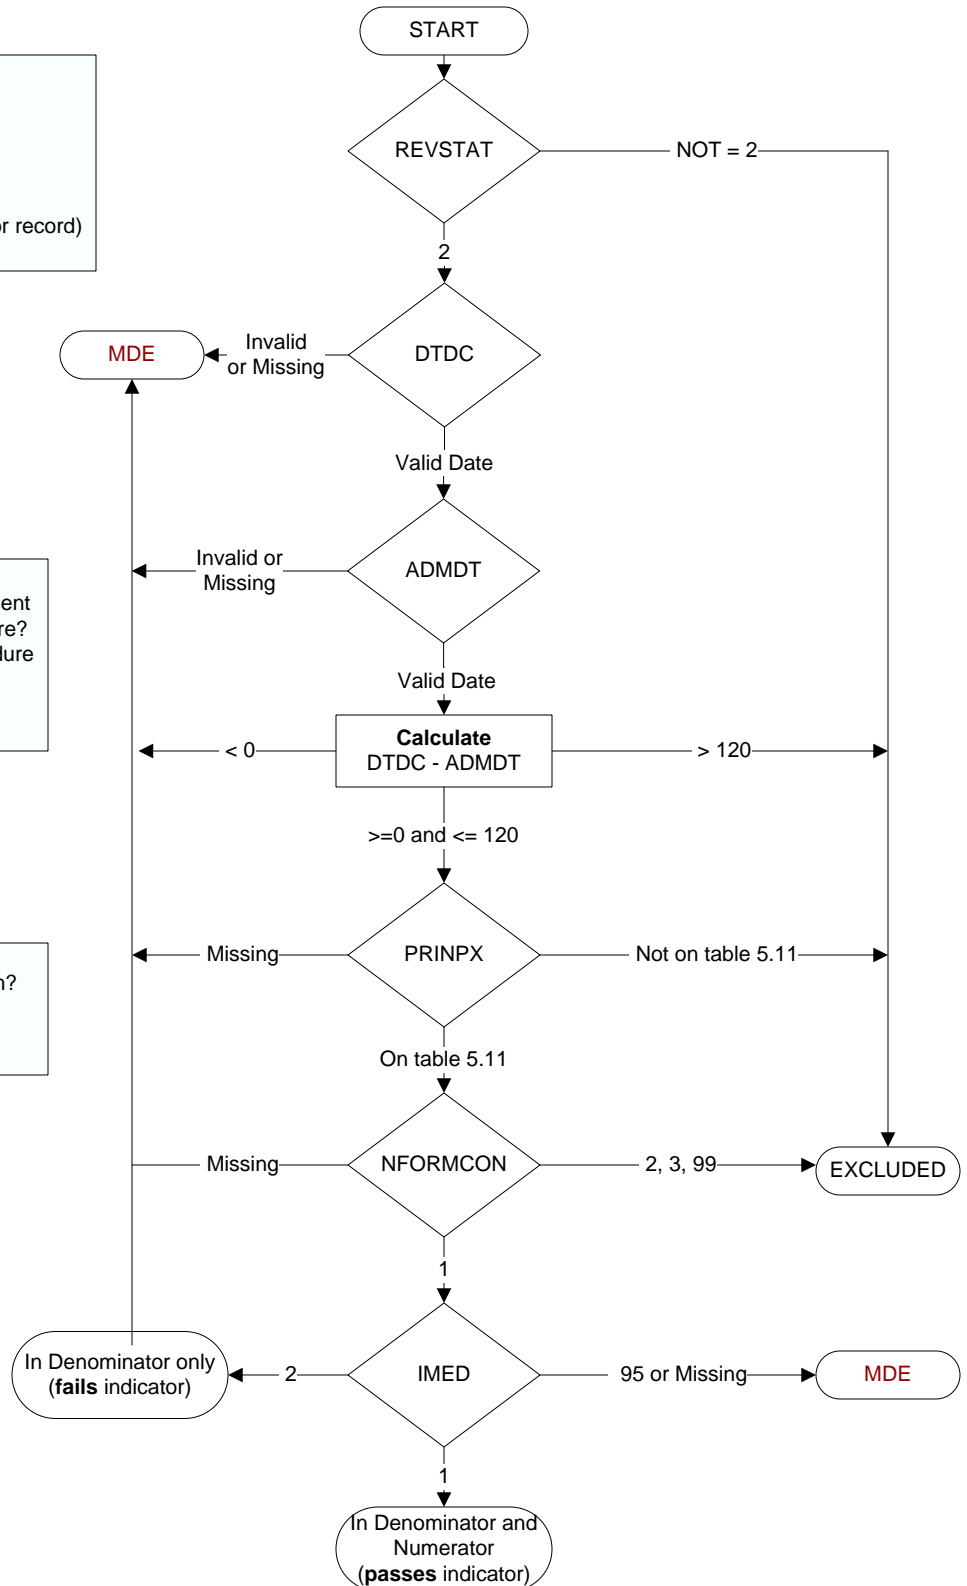 START
REVSTAT
NOT = 2
or record)
2
MDE
Invalid
or Missing
DTDC
Valid Date
Invalid or
Missing
ADMDT
ent
re?
dure
Valid Date
< 0
Calculate
DTDC - ADMDT
> 120
>=0 and <= 120
Missing
PRINPX
Not on table 5.11
n?
On table 5.11
Missing
NFORMCON
2, 3, 99
EXCLUDED
1
In Denominator only
(fails indicator)
2
IMED
95 or Missing
MDE
1
In Denominator and
Numerator
(passes indicator)